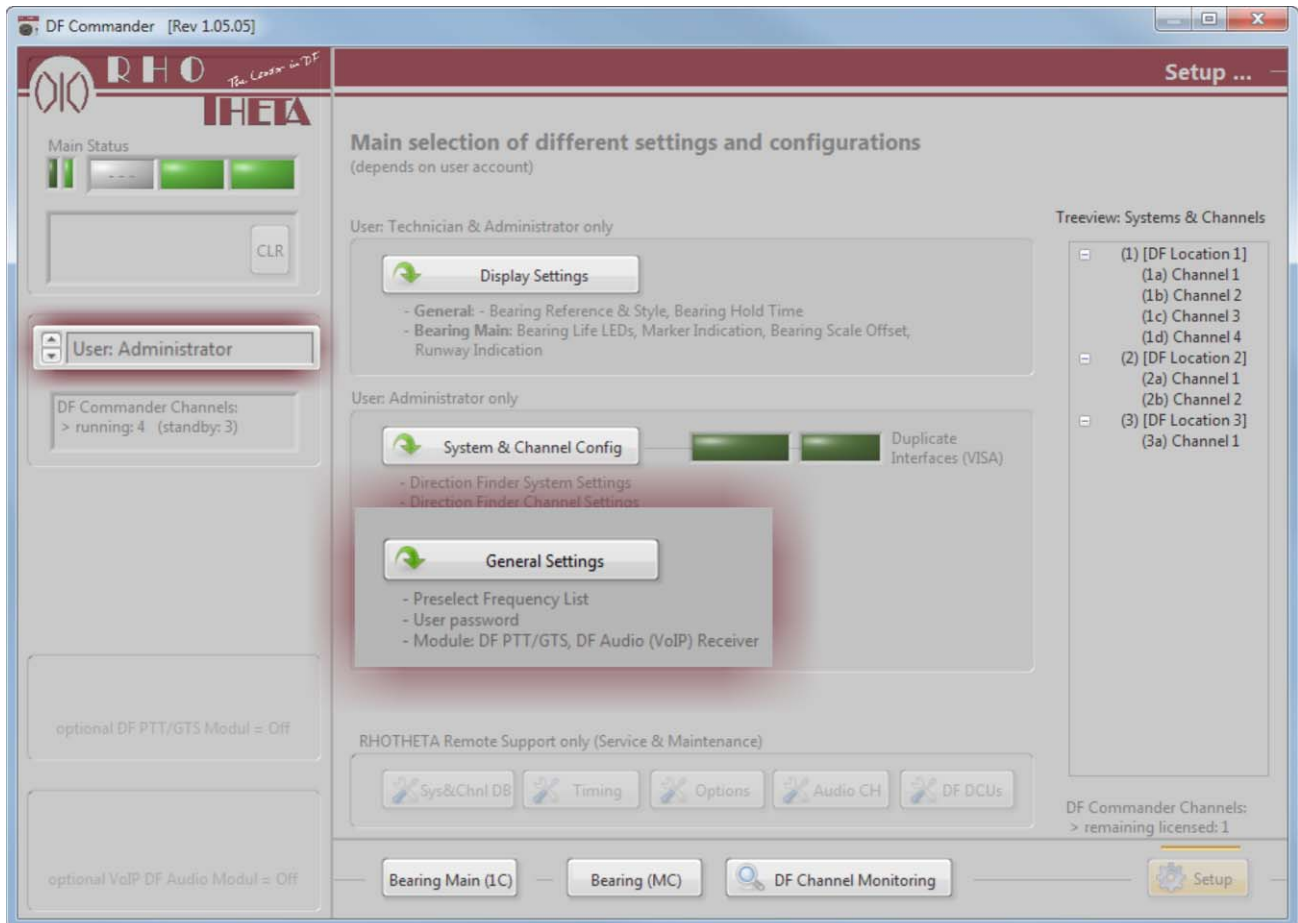 DF Commander [Rev 1.05.05]
RHO The Leader in DF
THETA
Setup ...
Main Status
- - -
CLR
User: Administrator
DF Commander Channels:
> running: 4 (standby: 3)
optional DF PTT/GTS Modul = Off
optional VoIP DF Audio Modul = Off
Main selection of different settings and configurations
(depends on user account)
User: Technician & Administrator only
Display Settings
- General: - Bearing Reference & Style, Bearing Hold Time
- Bearing Main: Bearing Life LEDs, Marker Indication, Bearing Scale Offset,
Runway Indication
User: Administrator only
System & Channel Config
Duplicate
Interfaces (VISA)
- Direction Finder System Settings
- Direction Finder Channel Settings
General Settings
- Preselect Frequency List
- User password
- Module: DF PTT/GTS, DF Audio (VoIP) Receiver
RHOTHETA Remote Support only (Service & Maintenance)
Sys&Chnl DB
Timing
Options
Audio CH
DF DCUs
Treeview: Systems & Channels
(1) [DF Location 1]
(1a) Channel 1
(1b) Channel 2
(1c) Channel 3
(1d) Channel 4
(2) [DF Location 2]
(2a) Channel 1
(2b) Channel 2
(3) [DF Location 3]
(3a) Channel 1
DF Commander Channels:
> remaining licensed: 1
Bearing Main (1C)
Bearing (MC)
DF Channel Monitoring
Setup